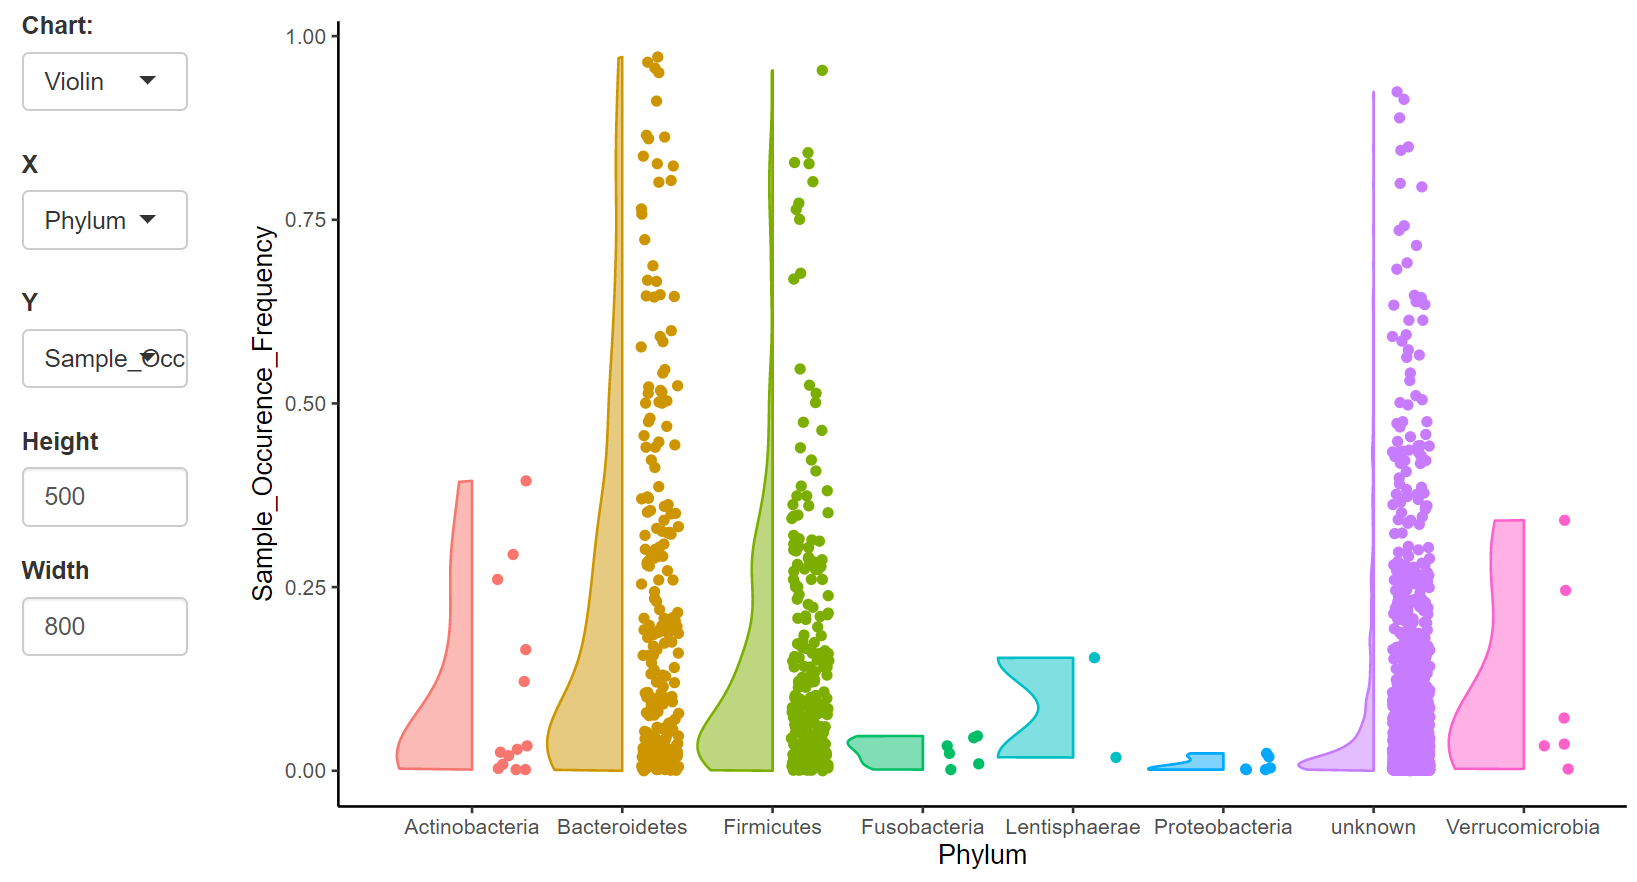 Chart:
Violin
X
Phylum
Y
Sample_Occ
Height
500
Width
800
Sample_Occurence_Frequency
1.00
0.75
0.50
0.25
0.00
Actinobacteria Bacteroidetes Firmicutes Fusobacteria Lentisphaerae Proteobacteria unknown Verrucomicrobia
Phylum